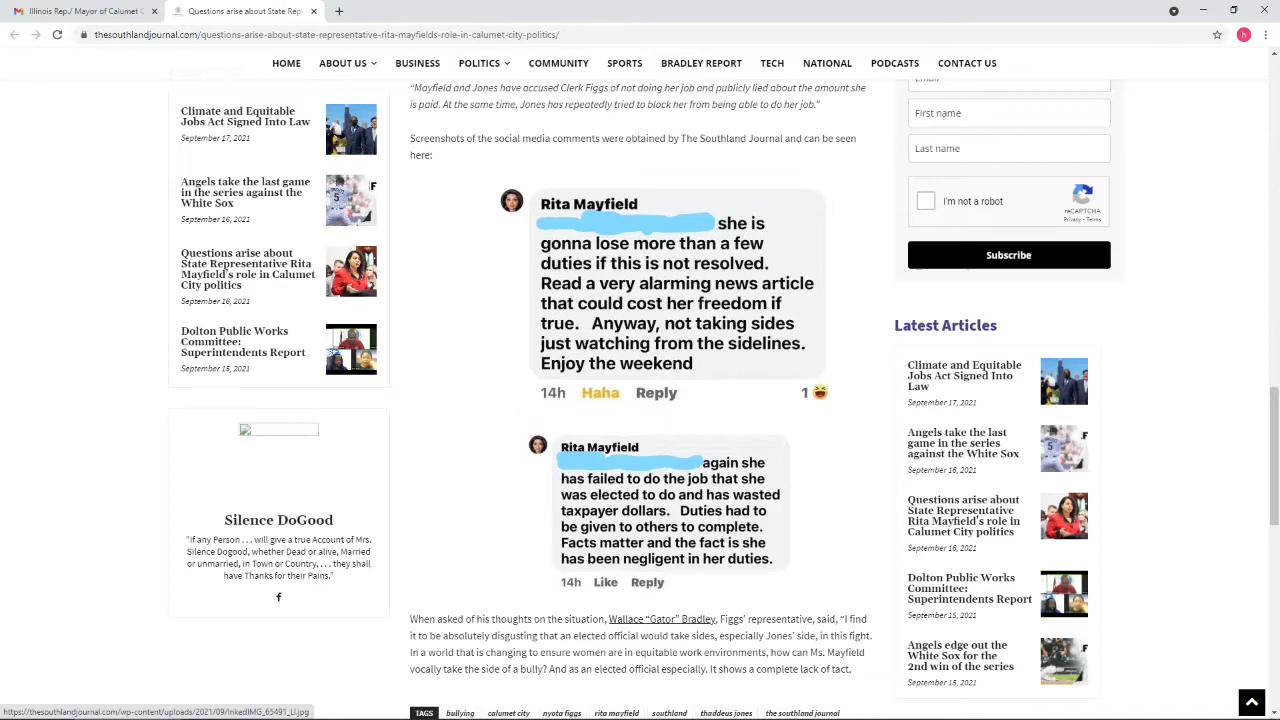 Illinois Rep./ Mayor of Calumet C
Questions arise about State Rep
thesouthlandjournal.com/questions-arise-about-state-representative-rita-mayfields-role-in-calumet-city-politics/
h
HOME ABOUT US BUSINESS POLITICS COMMUNITY SPORTS BRADLEY REPORT TECH NATIONAL PODCASTS CONTACT US
Climate and Equitable
Jobs Act Signed Into Law
September 17, 2021
Angels take the last game
in the series against the
White Sox
September 16, 2021
Questions arise about
State Representative Rita
Mayfield's role in Calumet
City politics
September 16, 2021
Dolton Public Works
Committee:
Superintendents Report
September 15, 2021
Silence DoGood
"If any Person . . . will give a true Account of Mrs.
Silence Dogood, whether Dead or alive, Married
or unmarried, in Town or Country, . . . they shall
have Thanks for their Pains."
“Mayfield and Jones have accused Clerk Figgs of not doing her job and publicly lied about the amount she
is paid. At the same time, Jones has repeatedly tried to block her from being able to do her job.”
Screenshots of the social media comments were obtained by The Southland Journal and can be seen
here:
Rita Mayfield
she is
gonna lose more than a few
duties if this is not resolved.
Read a very alarming news article
that could cost her freedom if
true. Anyway, not taking sides
just watching from the sidelines.
Enjoy the weekend
14h Haha Reply 1
Rita Mayfield
again she
has failed to do the job that she
was elected to do and has wasted
taxpayer dollars. Duties had to
be given to others to complete.
Facts matter and the fact is she
has been negligent in her duties.
14h Like Reply
When asked of his thoughts on the situation, Wallace “Gator” Bradley, Figgs’ representative, said, “I find
it to be absolutely disgusting that an elected official would take sides, especially Jones’ side, in this fight.
In a world that is changing to ensure women are in equitable work environments, how can Ms. Mayfield
vocally take the side of a bully? And as an elected official especially. It shows a complete lack of tact.
TAGS bullying calumet city nyota figgs rita mayfield southland thaddeus jones the southland journal
Email
First name
Last name
I'm not a robot
reCAPTCHA
Privacy - Terms
Subscribe
Latest Articles
Climate and Equitable
Jobs Act Signed Into
Law
September 17, 2021
Angels take the last
game in the series
against the White Sox
September 16, 2021
Questions arise about
State Representative
Rita Mayfield's role in
Calumet City politics
September 16, 2021
Dolton Public Works
Committee:
Superintendents Report
September 15, 2021
Angels edge out the
White Sox for the
2nd win of the series
September 15, 2021
https://thesouthlandjournal.com/wp-content/uploads/2021/09/InkedIMG_65491_LI.jpg